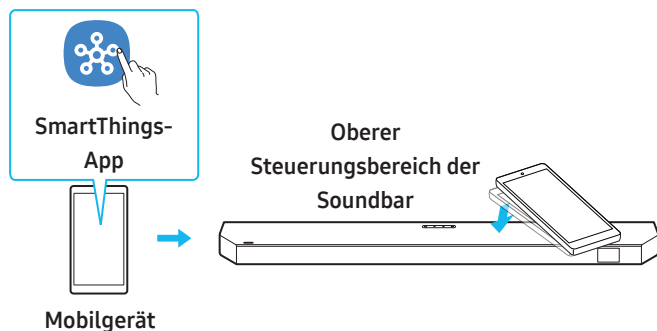 SmartThings-
App
Oberer
Steuerungsbereich der
Soundbar
Mobilgerät